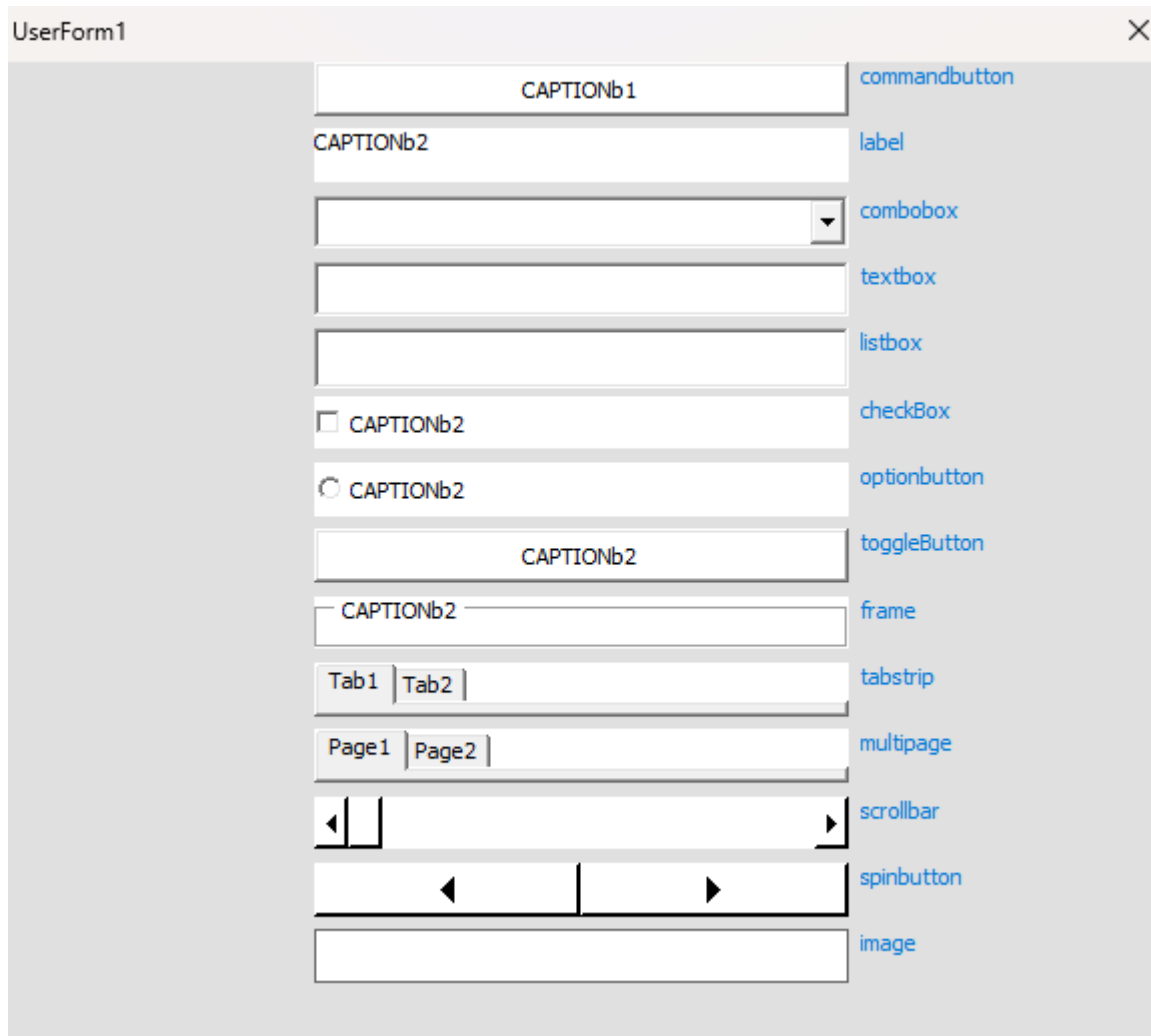 UserForm1
CAPTIONb1 commandbutton
CAPTIONb2 label
combobox
textbox
listbox
CAPTIONb2 checkBox
CAPTIONb2 optionbutton
CAPTIONb2 toggleButton
CAPTIONb2 frame
Tab1 Tab2 tabstrip
Page1 Page2 multipage
scrollbar
spinbutton
image